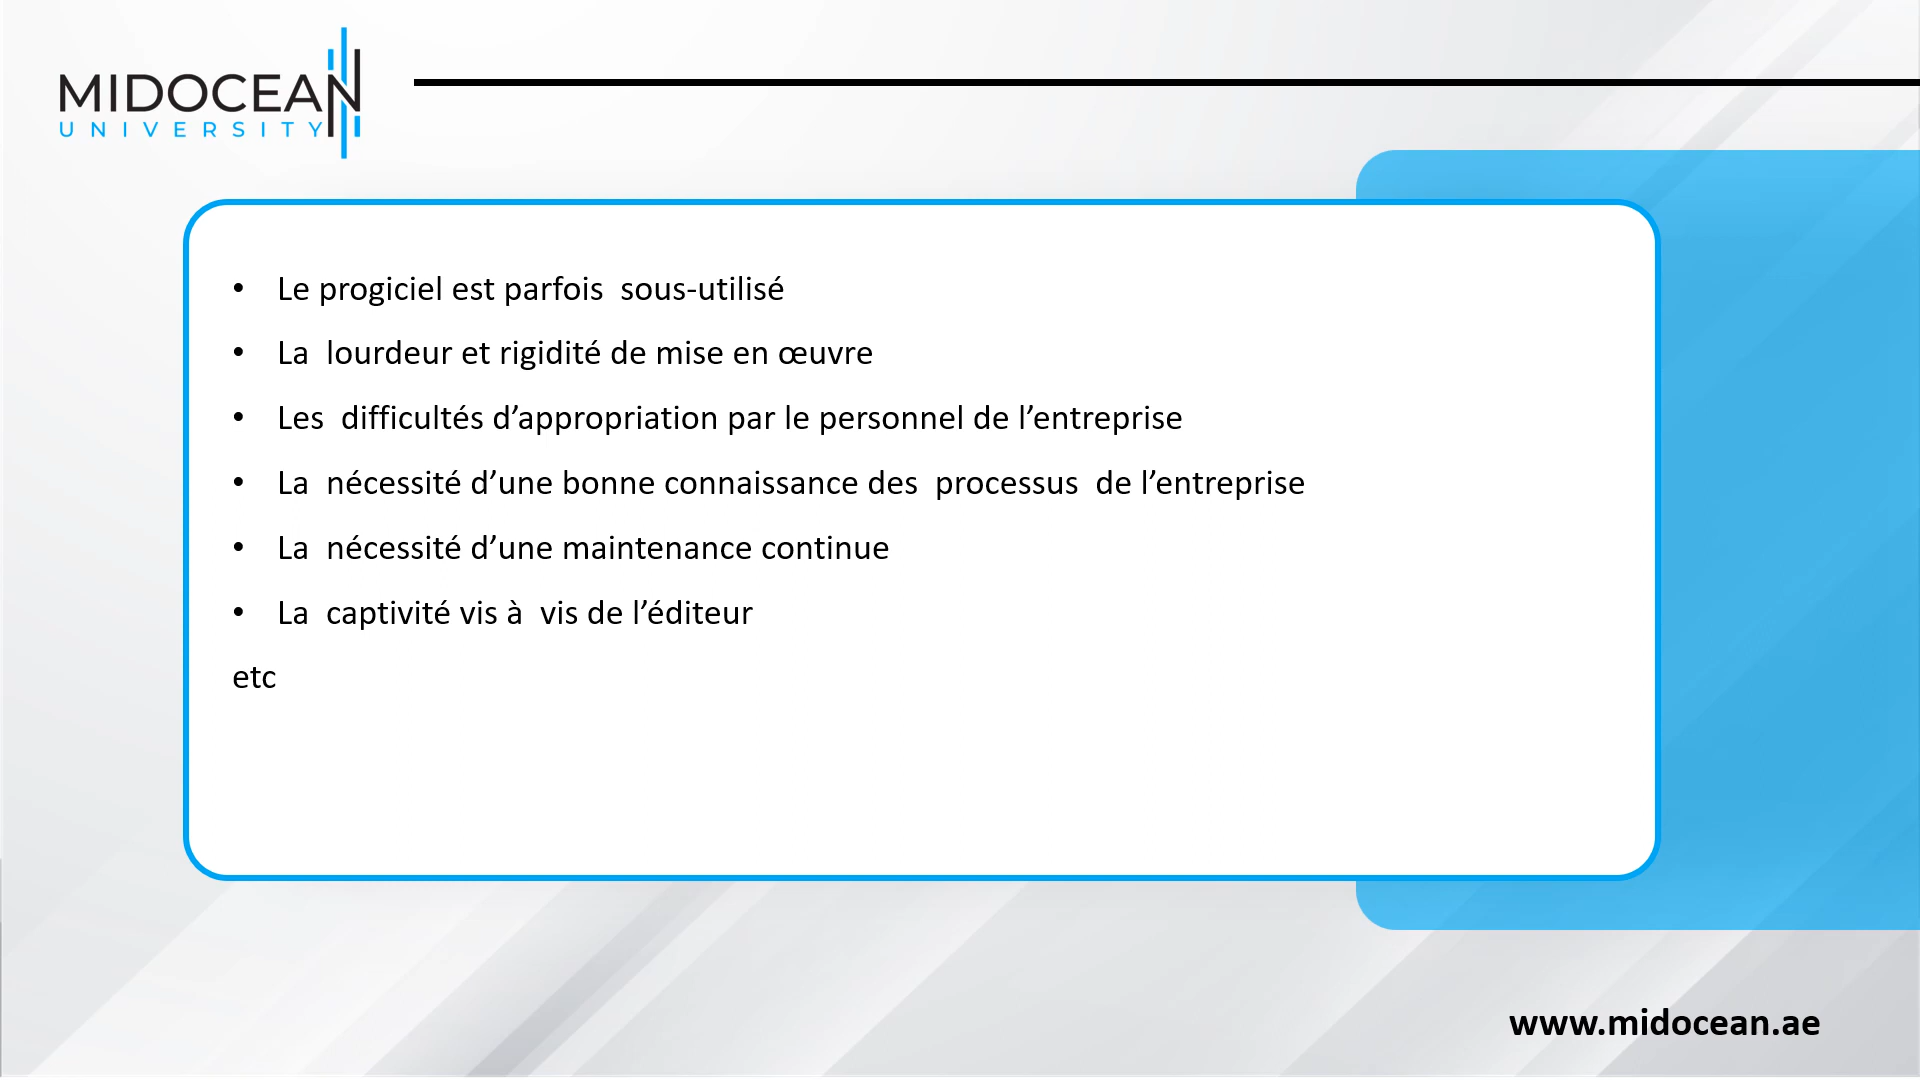 MIDOCEAN
UNIVERSITY
• Le progiciel est parfois  sous-utilisé
• La  lourdeur et rigidité de mise en œuvre
• Les  difficultés d’appropriation par le personnel de l’entreprise
• La  nécessité d’une bonne connaissance des  processus  de l’entreprise
• La  nécessité d’une maintenance continue
• La  captivité vis à  vis de l’éditeur
etc
www.midocean.ae